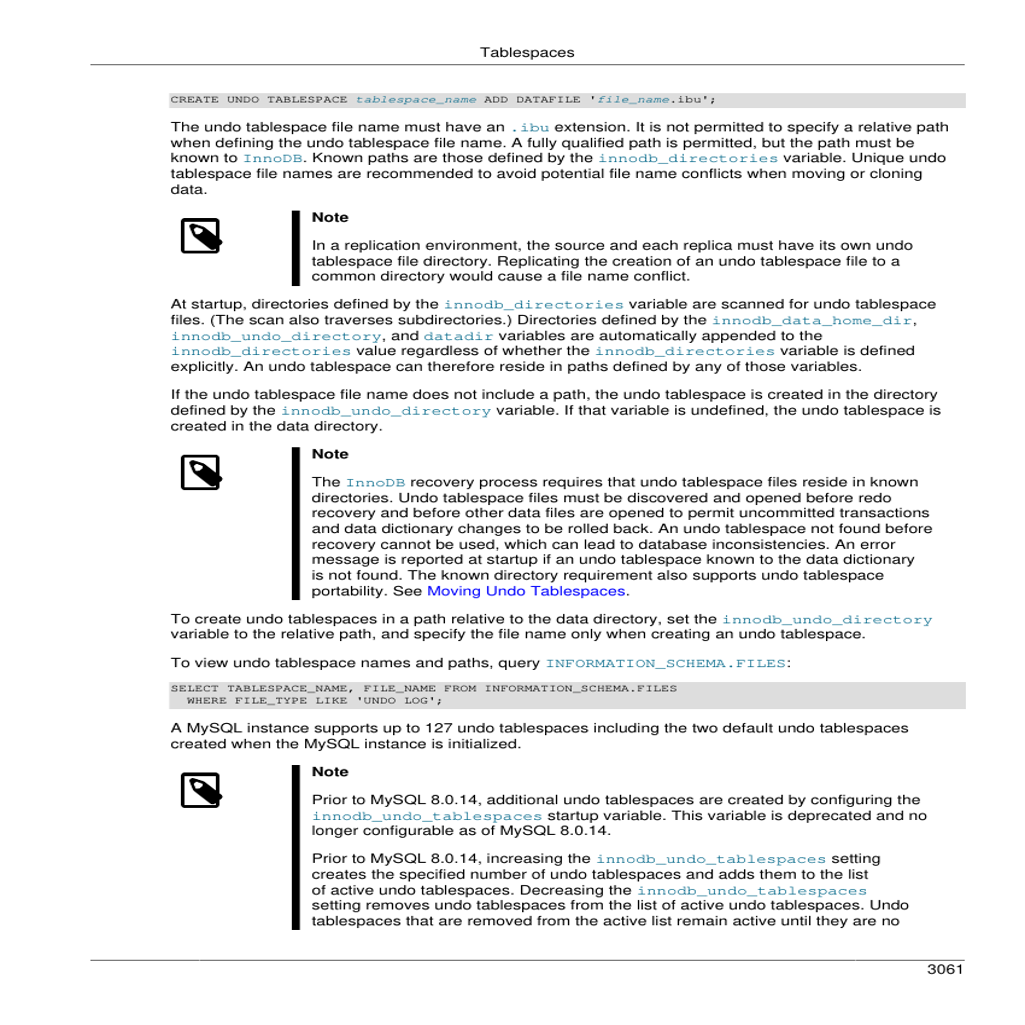 Tablespaces
CREATE UNDO TABLESPACE tablespace_name ADD DATAFILE 'file_name.ibu';
The undo tablespace file name must have an .ibu extension. It is not permitted to specify a relative path
when defining the undo tablespace file name. A fully qualified path is permitted, but the path must be
known to InnoDB. Known paths are those defined by the innodb_directories variable. Unique undo
tablespace file names are recommended to avoid potential file name conflicts when moving or cloning
data.
Note
In a replication environment, the source and each replica must have its own undo
tablespace file directory. Replicating the creation of an undo tablespace file to a
common directory would cause a file name conflict.
At startup, directories defined by the innodb_directories variable are scanned for undo tablespace
files. (The scan also traverses subdirectories.) Directories defined by the innodb_data_home_dir,
innodb_undo_directory, and datadir variables are automatically appended to the
innodb_directories value regardless of whether the innodb_directories variable is defined
explicitly. An undo tablespace can therefore reside in paths defined by any of those variables.
If the undo tablespace file name does not include a path, the undo tablespace is created in the directory
defined by the innodb_undo_directory variable. If that variable is undefined, the undo tablespace is
created in the data directory.
Note
The InnoDB recovery process requires that undo tablespace files reside in known
directories. Undo tablespace files must be discovered and opened before redo
recovery and before other data files are opened to permit uncommitted transactions
and data dictionary changes to be rolled back. An undo tablespace not found before
recovery cannot be used, which can lead to database inconsistencies. An error
message is reported at startup if an undo tablespace known to the data dictionary
is not found. The known directory requirement also supports undo tablespace
portability. See Moving Undo Tablespaces.
To create undo tablespaces in a path relative to the data directory, set the innodb_undo_directory
variable to the relative path, and specify the file name only when creating an undo tablespace.
To view undo tablespace names and paths, query INFORMATION_SCHEMA.FILES:
SELECT TABLESPACE_NAME, FILE_NAME FROM INFORMATION_SCHEMA.FILES
WHERE FILE_TYPE LIKE 'UNDO LOG';
A MySQL instance supports up to 127 undo tablespaces including the two default undo tablespaces
created when the MySQL instance is initialized.
Note
Prior to MySQL 8.0.14, additional undo tablespaces are created by configuring the
innodb_undo_tablespaces startup variable. This variable is deprecated and no
longer configurable as of MySQL 8.0.14.
Prior to MySQL 8.0.14, increasing the innodb_undo_tablespaces setting
creates the specified number of undo tablespaces and adds them to the list
of active undo tablespaces. Decreasing the innodb_undo_tablespaces
setting removes undo tablespaces from the list of active undo tablespaces. Undo
tablespaces that are removed from the active list remain active until they are no
3061